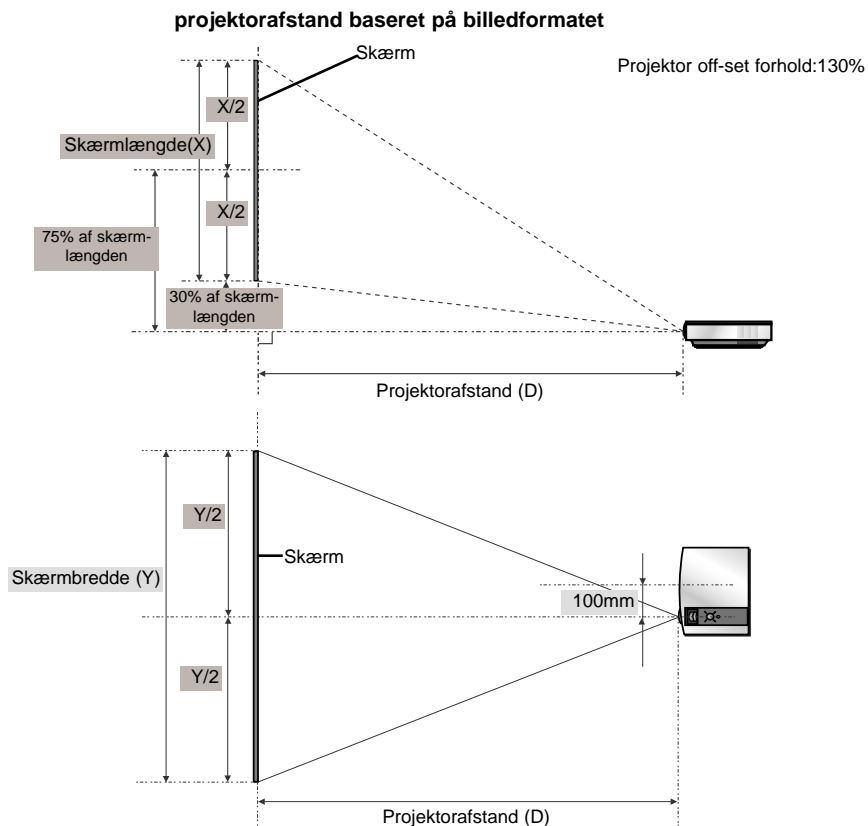 projektorafstand baseret på billedformatet
Skærm
Projektor off-set forhold:130%
X/2
Skærmlængde(X)
X/2
75% af skærm-
længden
30% af skærm-
længden
Projektorafstand (D)
Y/2
Skærm
Skærmbredde (Y)
100mm
Y/2
Projektorafstand (D)